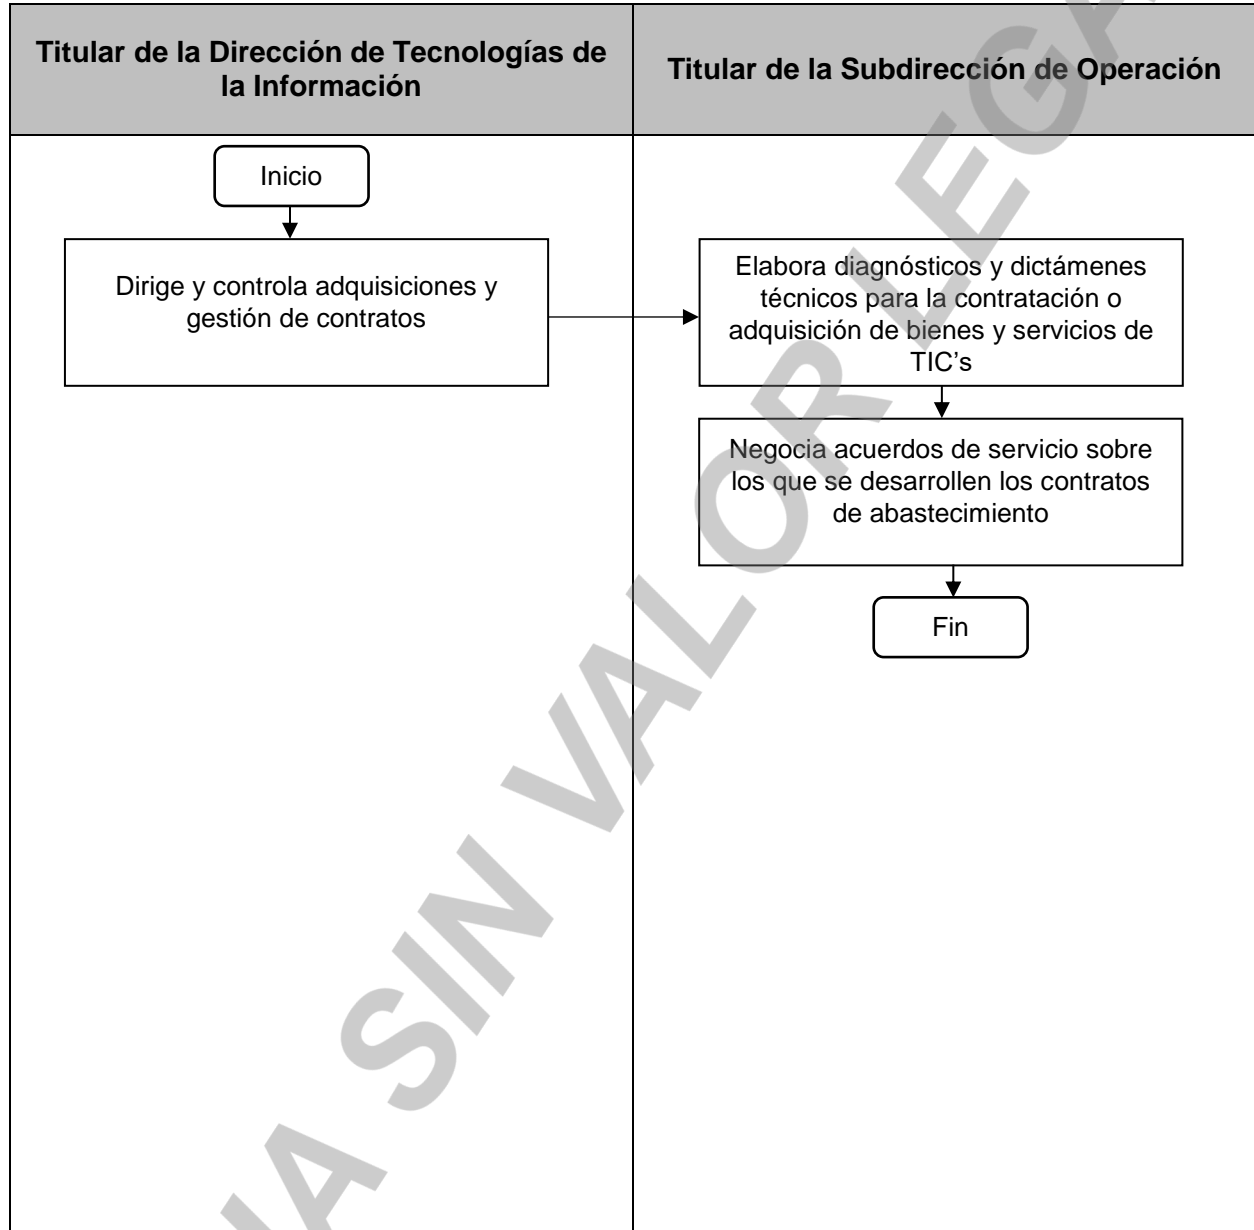 Titular de la Dirección de Tecnologías de
la Información
Titular de la Subdirección de Operación
Inicio
Dirige y controla adquisiciones y
gestión de contratos
Elabora diagnósticos y dictámenes
técnicos para la contratación o
adquisición de bienes y servicios de
TIC’s
Negocia acuerdos de servicio sobre
los que se desarrollen los contratos
de abastecimiento
Fin
SIN VALOR LEGA